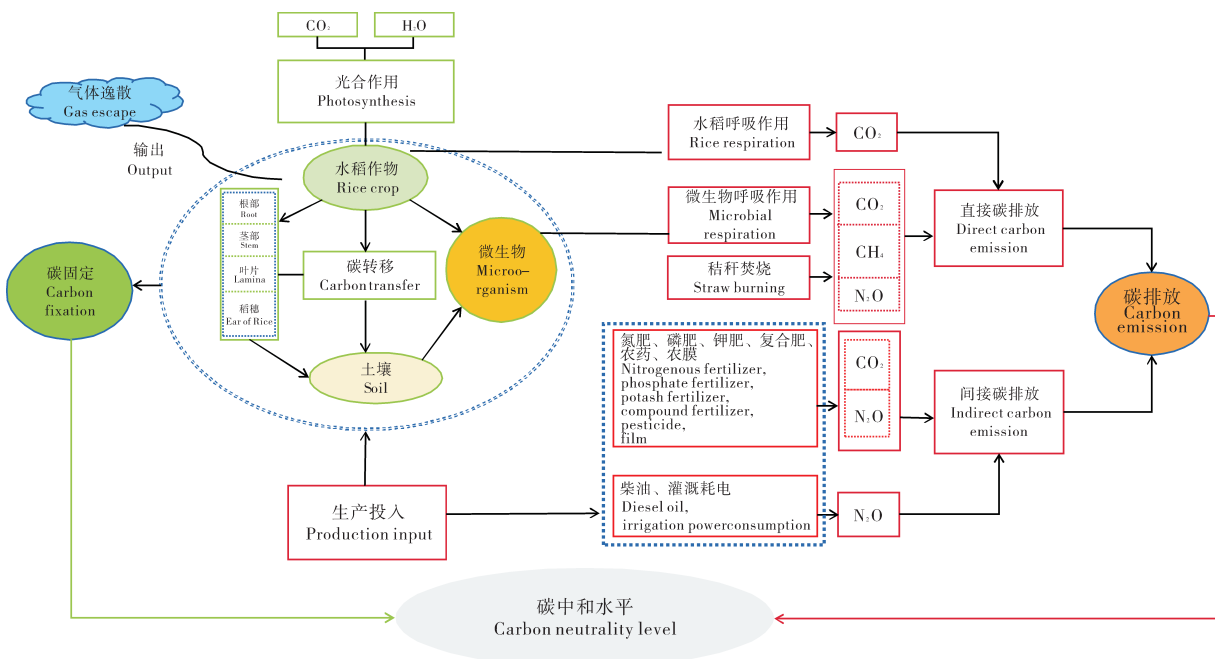 CO₂
H₂O
光合作用
Photosynthesis
气体逸散
Gas escape
输出
Output
水稻作物
Rice crop
根部
Root
茎部
Stem
叶片
Lamina
稻穗
Ear of Rice
碳转移
Carbon transfer
微生物
Microo-
rganism
土壤
Soil
碳固定
Carbon
fixation
水稻呼吸作用
Rice respiration
CO₂
微生物呼吸作用
Microbial
respiration
秸秆焚烧
Straw burning
CO₂
CH₄
N₂O
直接碳排放
Direct carbon
emission
碳排放
Carbon
emission
氮肥、磷肥、钾肥、复合肥、
农药、农膜
Nitrogenous fertilizer,
phosphate fertilizer,
potash fertilizer,
compound fertilizer,
pesticide,
film
CO₂
N₂O
间接碳排放
Indirect carbon
emission
生产投入
Production input
柴油、灌溉耗电
Diesel oil,
irrigation powerconsumption
N₂O
碳中和水平
Carbon neutrality level